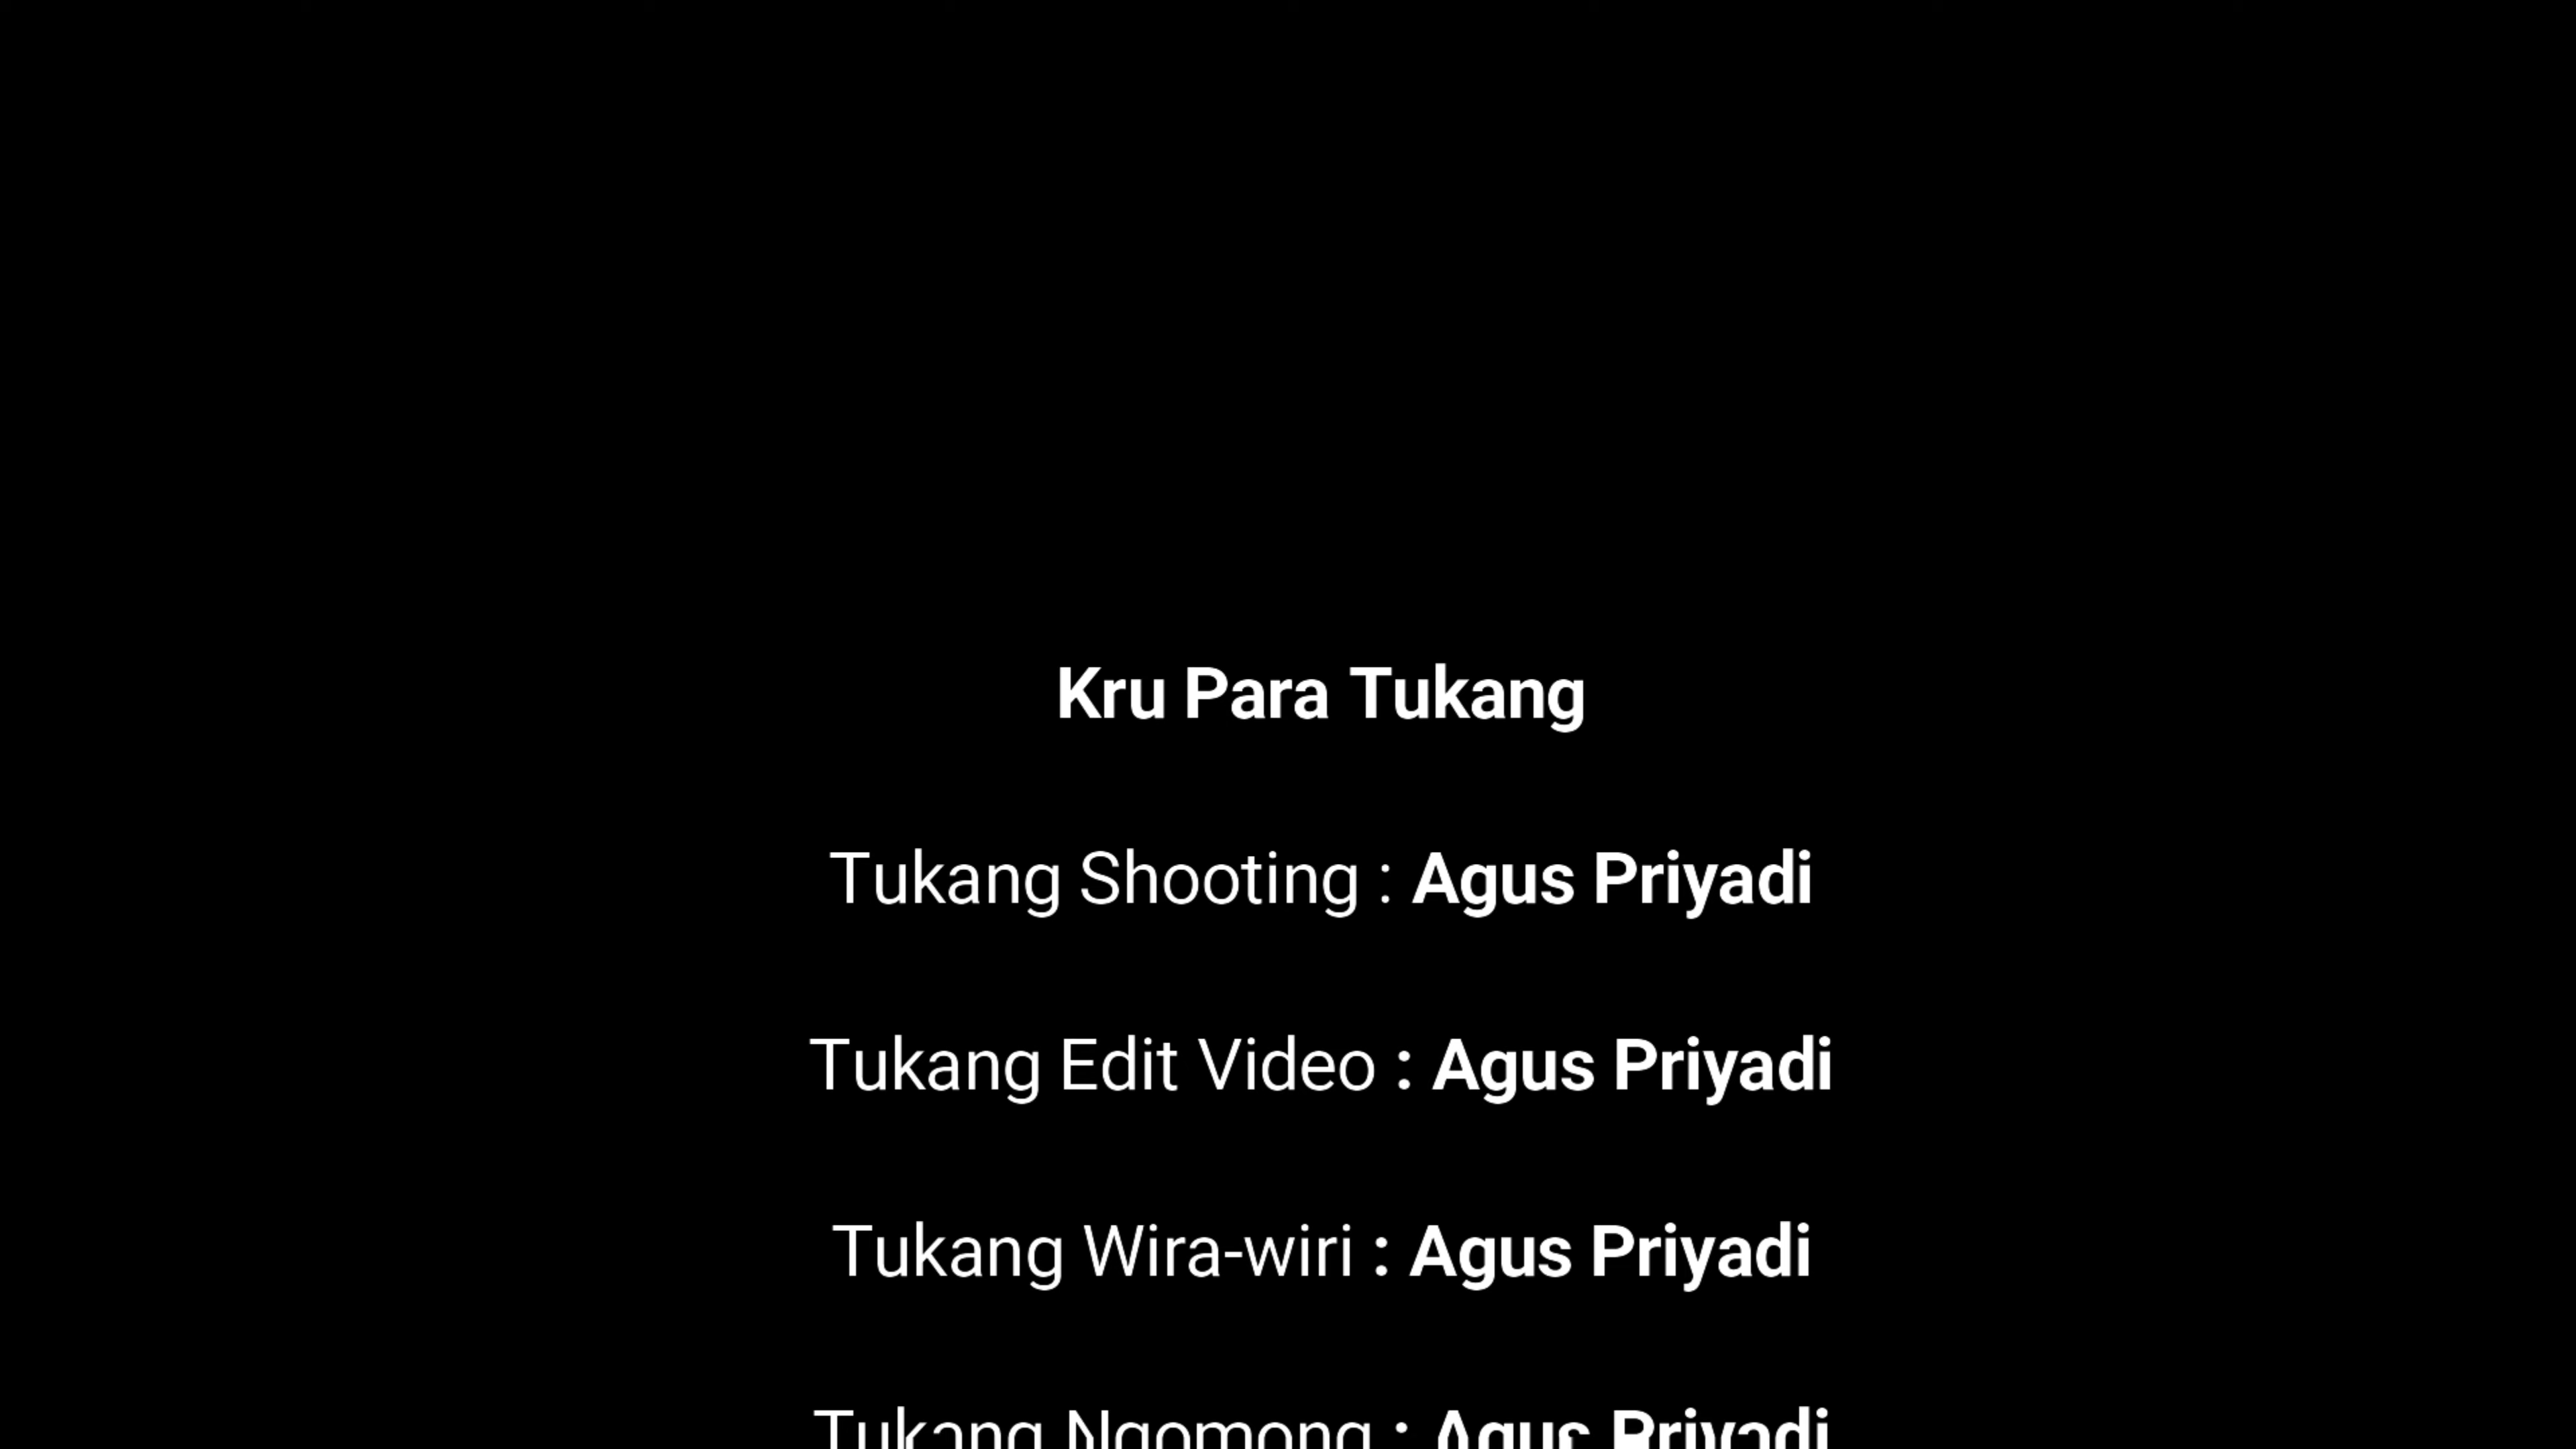 Kru Para Tukang
Tukang Shooting : Agus Priyadi
Tukang Edit Video : Agus Priyadi
Tukang Wira-wiri : Agus Priyadi
Tukang Ngomong : Agus Priyadi